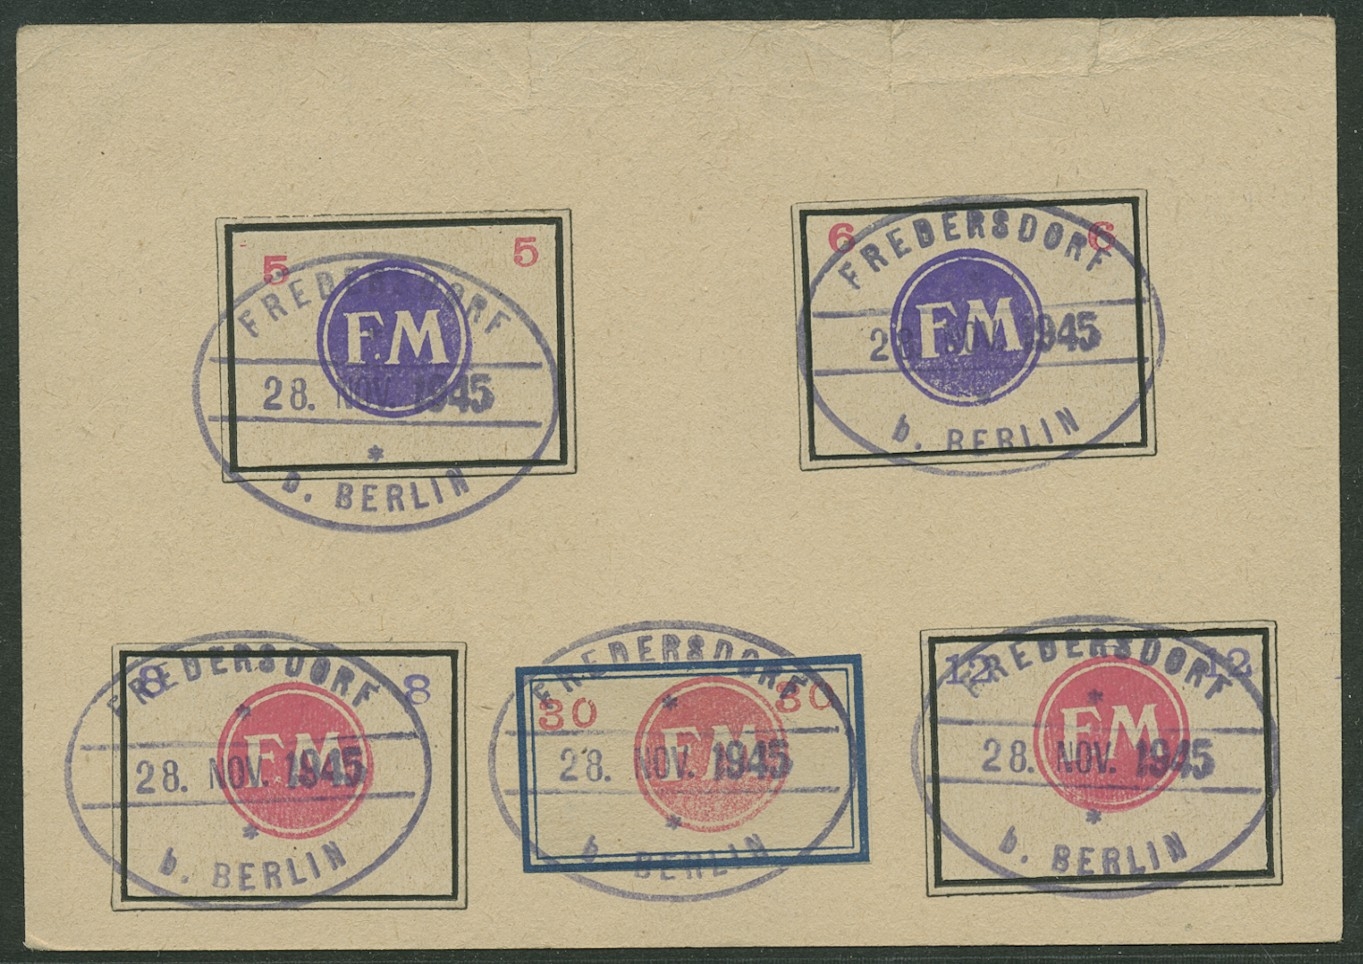 5 5
FREDERSDORF
FM
28. NOV. 1945
*
b. BERLIN
6 6
FREDERSDORF
*
FM
28. NOV. 1945
b. BERLIN
8 8
FREDERSDORF
*
FM
28. NOV. 1945
*
b. BERLIN
30 30
FREDERSDORF
*
FM
28. NOV. 1945
*
b. BERLIN
12 12
FREDERSDORF
*
FM
28. NOV. 1945
*
b. BERLIN